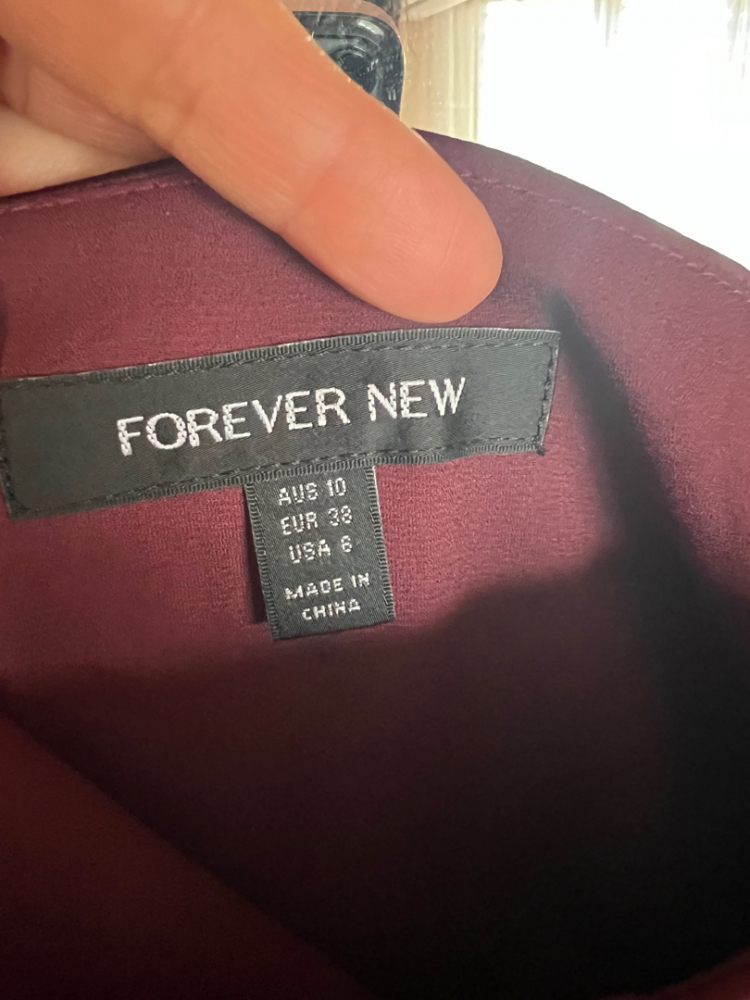 FOREVER NEW
AUS 10
EUR 38
USA 6
MADE IN
CHINA